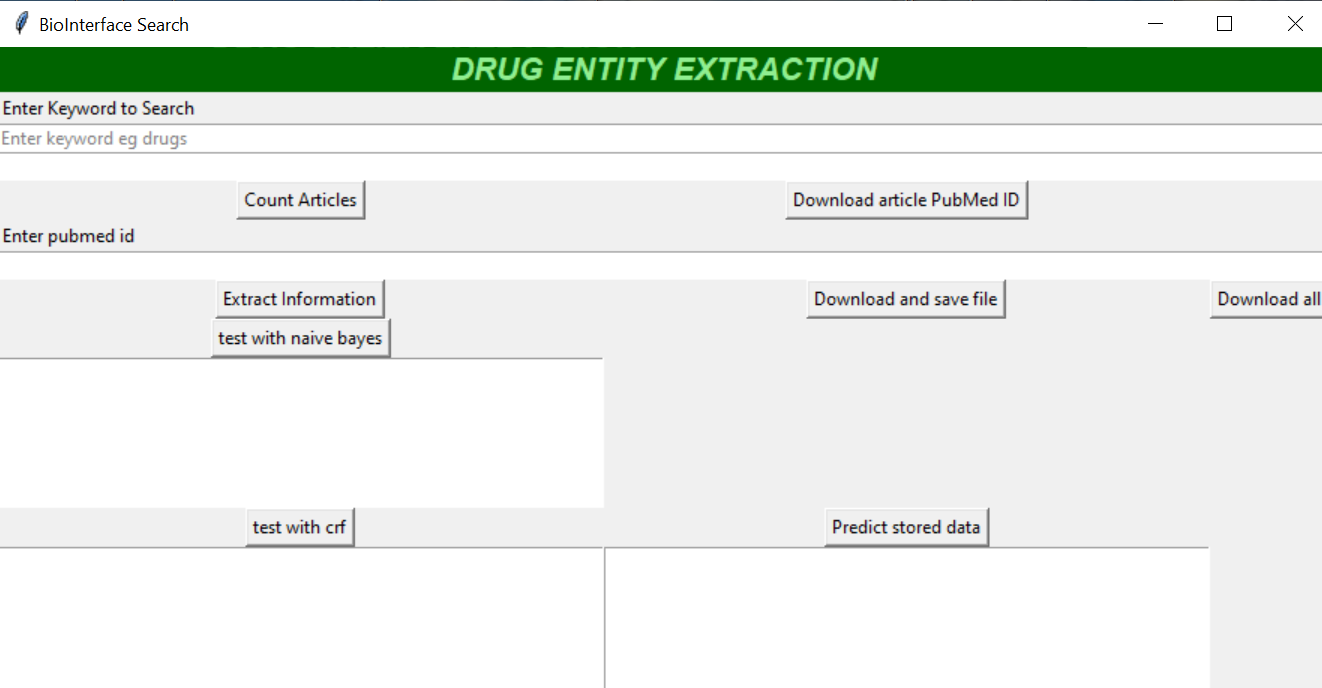 BioInterface Search
DRUG ENTITY EXTRACTION
Enter Keyword to Search
Enter keyword eg drugs
Count Articles Download article PubMed ID
Enter pubmed id
Extract Information Download and save file Download all
test with naive bayes
test with crf Predict stored data